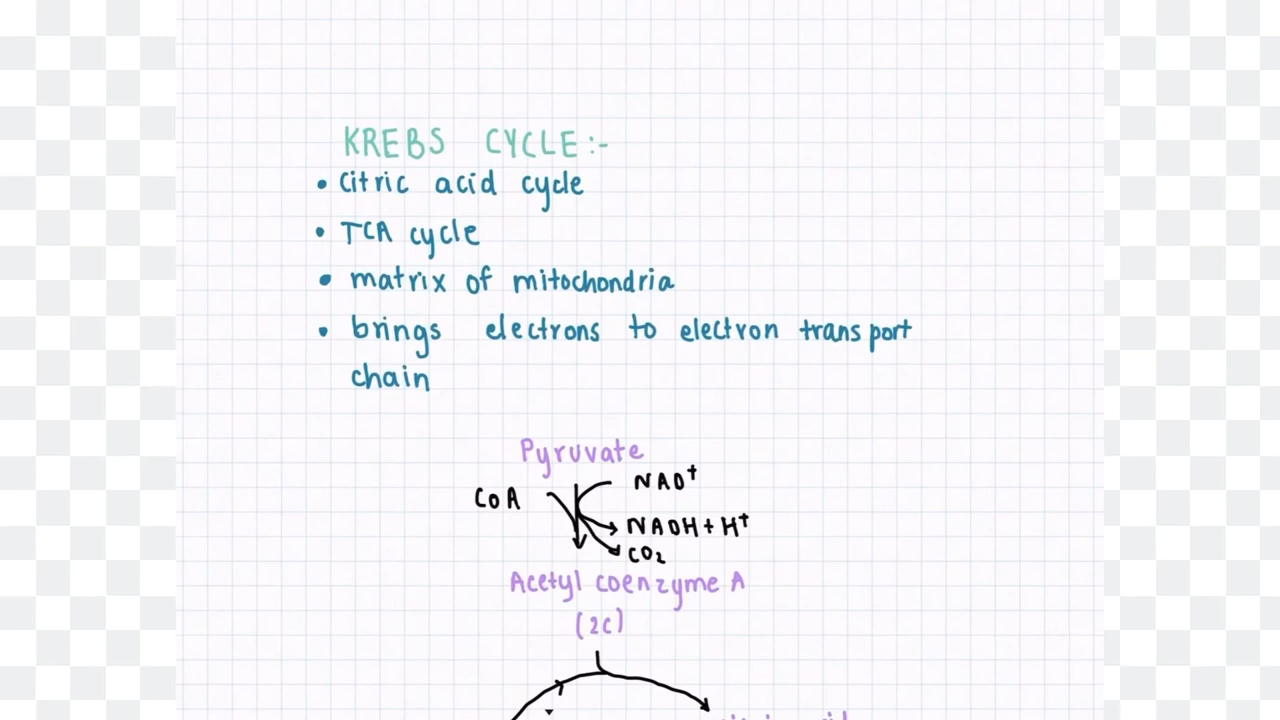 KREBS CYCLE:-
• Citric acid cycle
• TCA cycle
• matrix of mitochondria
• brings electrons to electron transport
chain
Pyruvate
CoA NAD⁺
NADH + H⁺
CO₂
Acetyl coenzyme A
(2C)